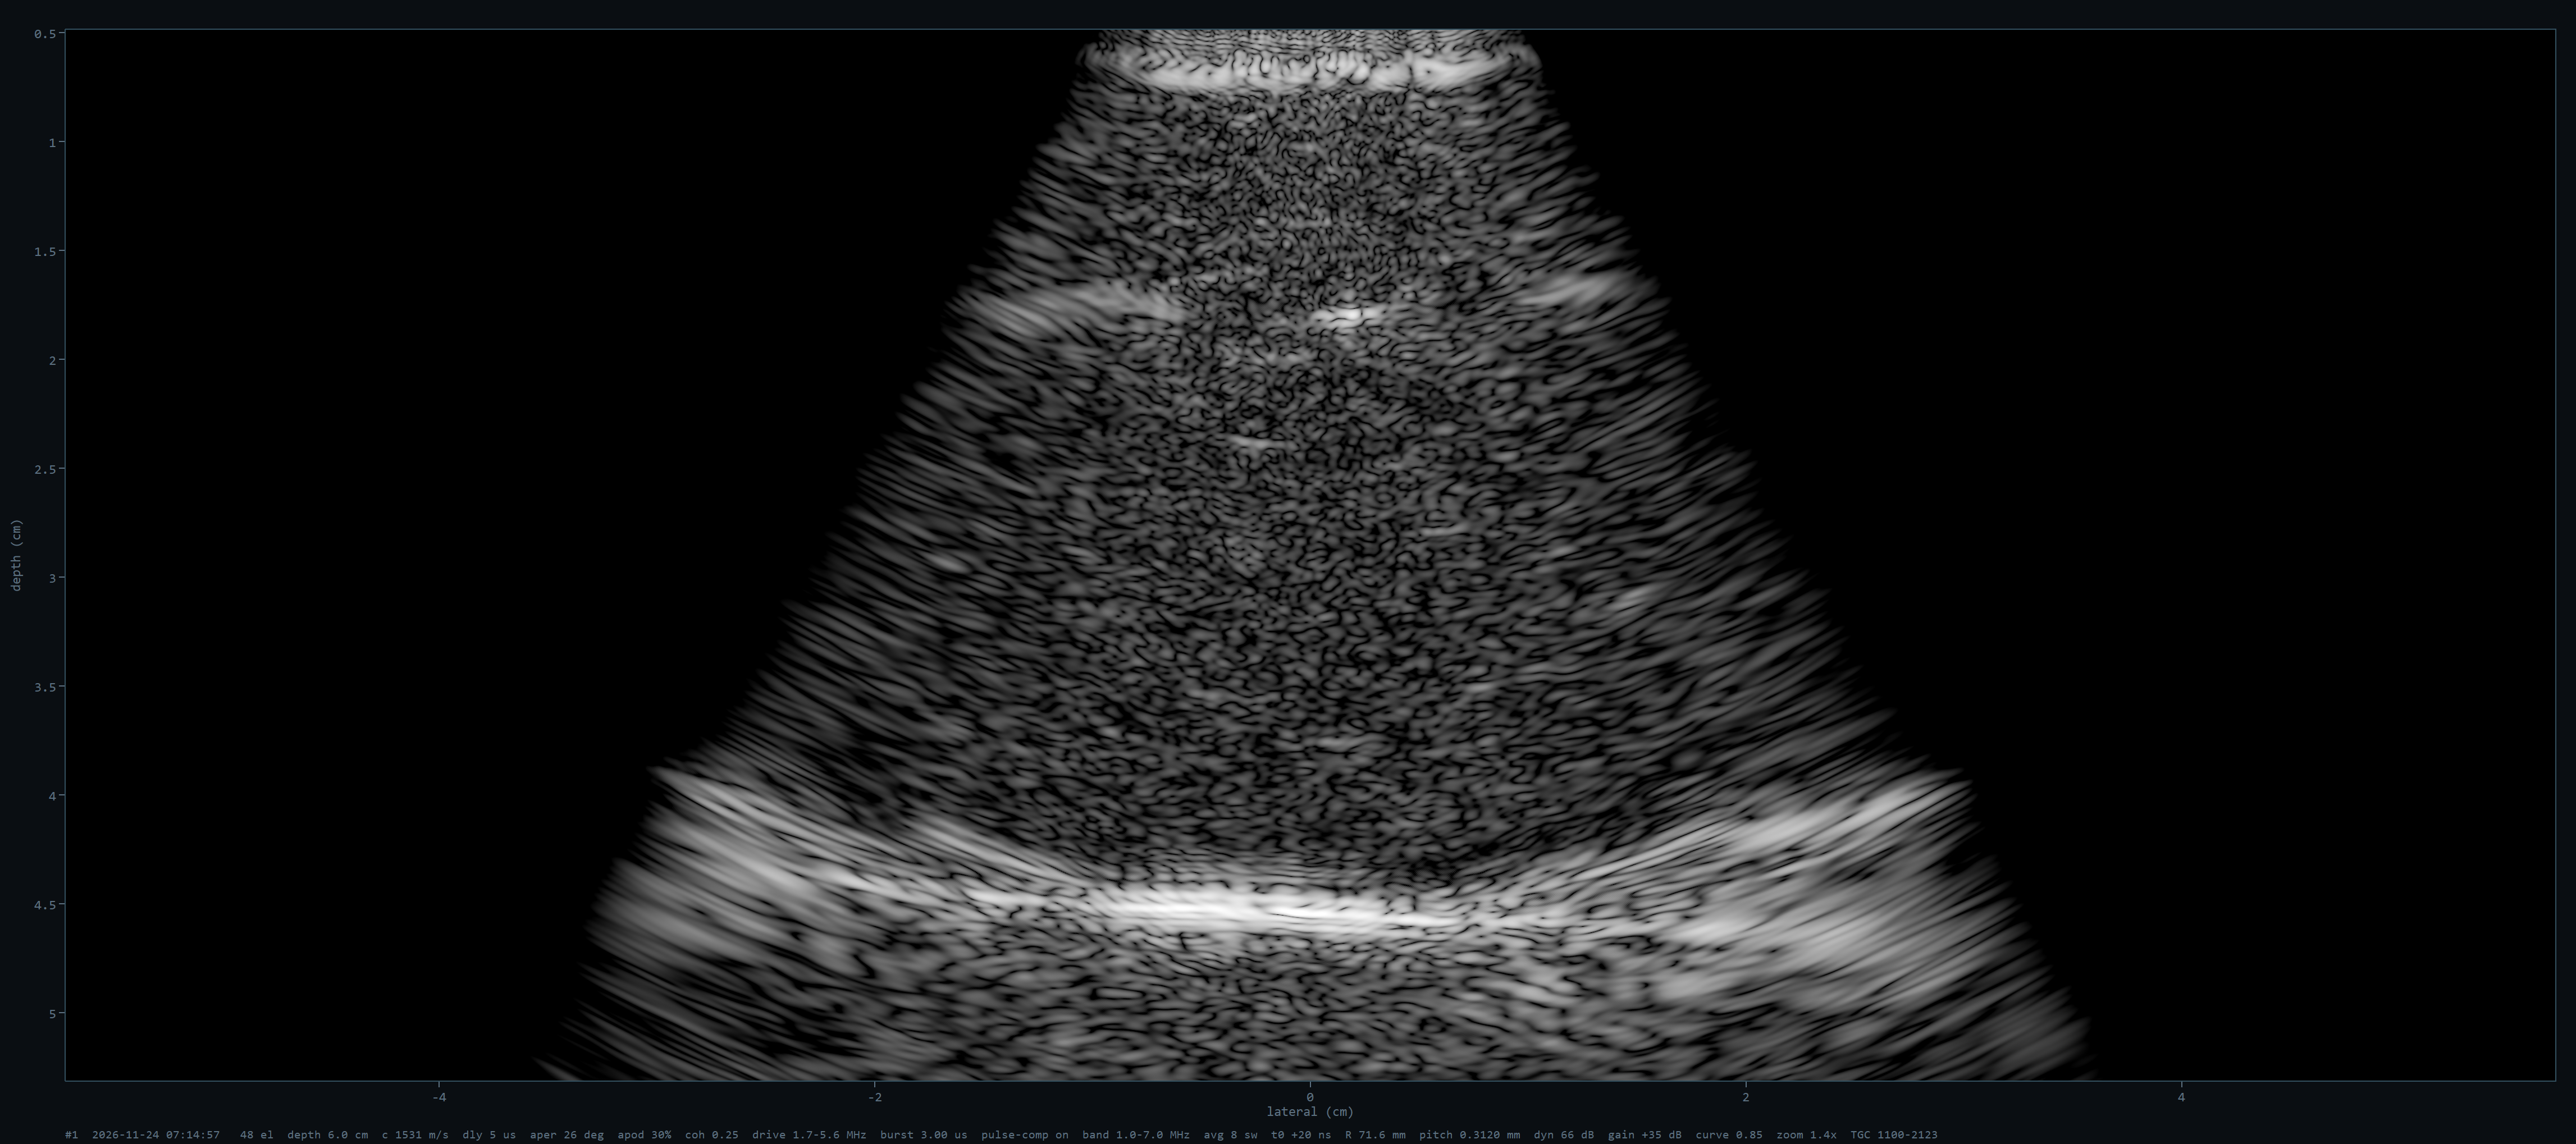 0.5
1
1.5
2
2.5
3
3.5
4
4.5
5
depth (cm)
-4 -2 0 2 4
lateral (cm)
#1 2026-11-24 07:14:57 48 el depth 6.0 cm c 1531 m/s dly 5 us aper 26 deg apod 30% coh 0.25 drive 1.7-5.6 MHz burst 3.00 us pulse-comp on band 1.0-7.0 MHz avg 8 sw t0 +20 ns R 71.6 mm pitch 0.3120 mm dyn 66 dB gain +35 dB curve 0.85 zoom 1.4x TGC 1100-2123